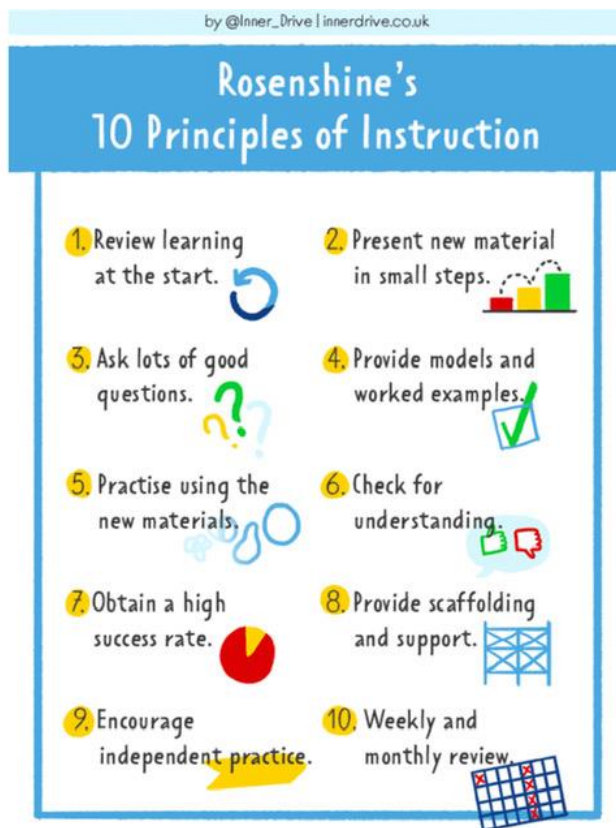 by @Inner_Drive | innerdrive.co.uk
Rosenshine's
10 Principles of Instruction
1. Review learning
at the start.
2. Present new material
in small steps.
3. Ask lots of good
questions.
4. Provide models and
worked examples.
5. Practise using the
new materials.
6. Check for
understanding.
7. Obtain a high
success rate.
8. Provide scaffolding
and support.
9. Encourage
independent practice.
10. Weekly and
monthly review.